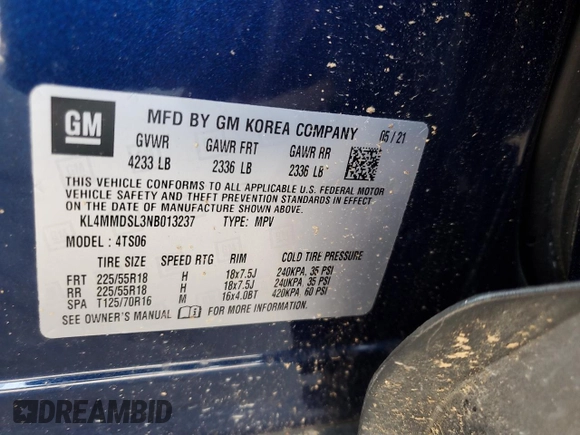 GM
MFD BY GM KOREA COMPANY 05/21
GVWR GAWR FRT GAWR RR
4233 LB 2336 LB 2336 LB
THIS VEHICLE CONFORMS TO ALL APPLICABLE U.S. FEDERAL MOTOR
VEHICLE SAFETY AND THEFT PREVENTION STANDARDS IN EFFECT
ON THE DATE OF MANUFACTURE SHOWN ABOVE.
KL4MMDSL3NB013237 TYPE: MPV
MODEL: 4TS06
TIRE SIZE SPEED RTG RIM COLD TIRE PRESSURE
FRT 225/55R18 H 18x7.5J 240KPA, 35 PSI
RR 225/55R18 H 18x7.5J 240KPA, 35 PSI
SPA T125/70R16 M 16x4.0BT 420KPA, 60 PSI
SEE OWNER'S MANUAL FOR MORE INFORMATION
DREAMBID